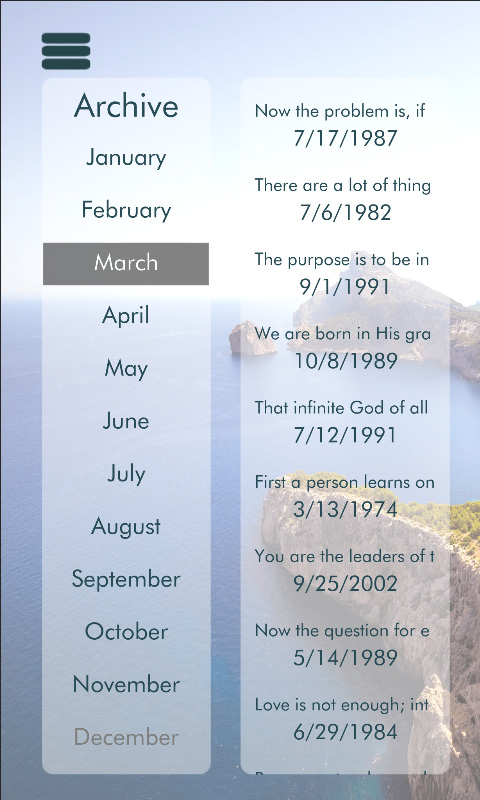 Archive
January
February
March
April
May
June
July
August
September
October
November
December
Now the problem is, if
7/17/1987
There are a lot of thing
7/6/1982
The purpose is to be in
9/1/1991
We are born in His gra
10/8/1989
That infinite God of all
7/12/1991
First a person learns on
3/13/1974
You are the leaders of t
9/25/2002
Now the question for e
5/14/1989
Love is not enough; int
6/29/1984